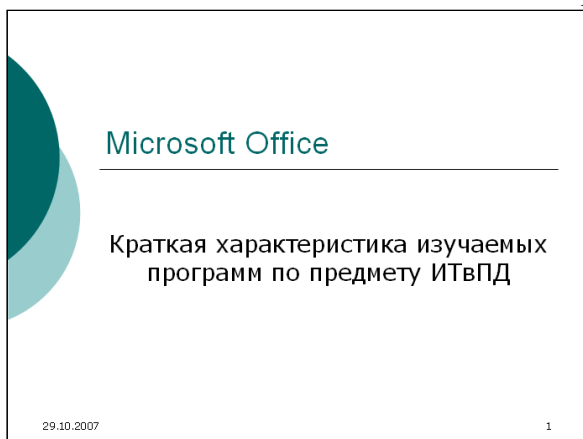 Microsoft Office
Краткая характеристика изучаемых
программ по предмету ИТвПД
29.10.2007
1